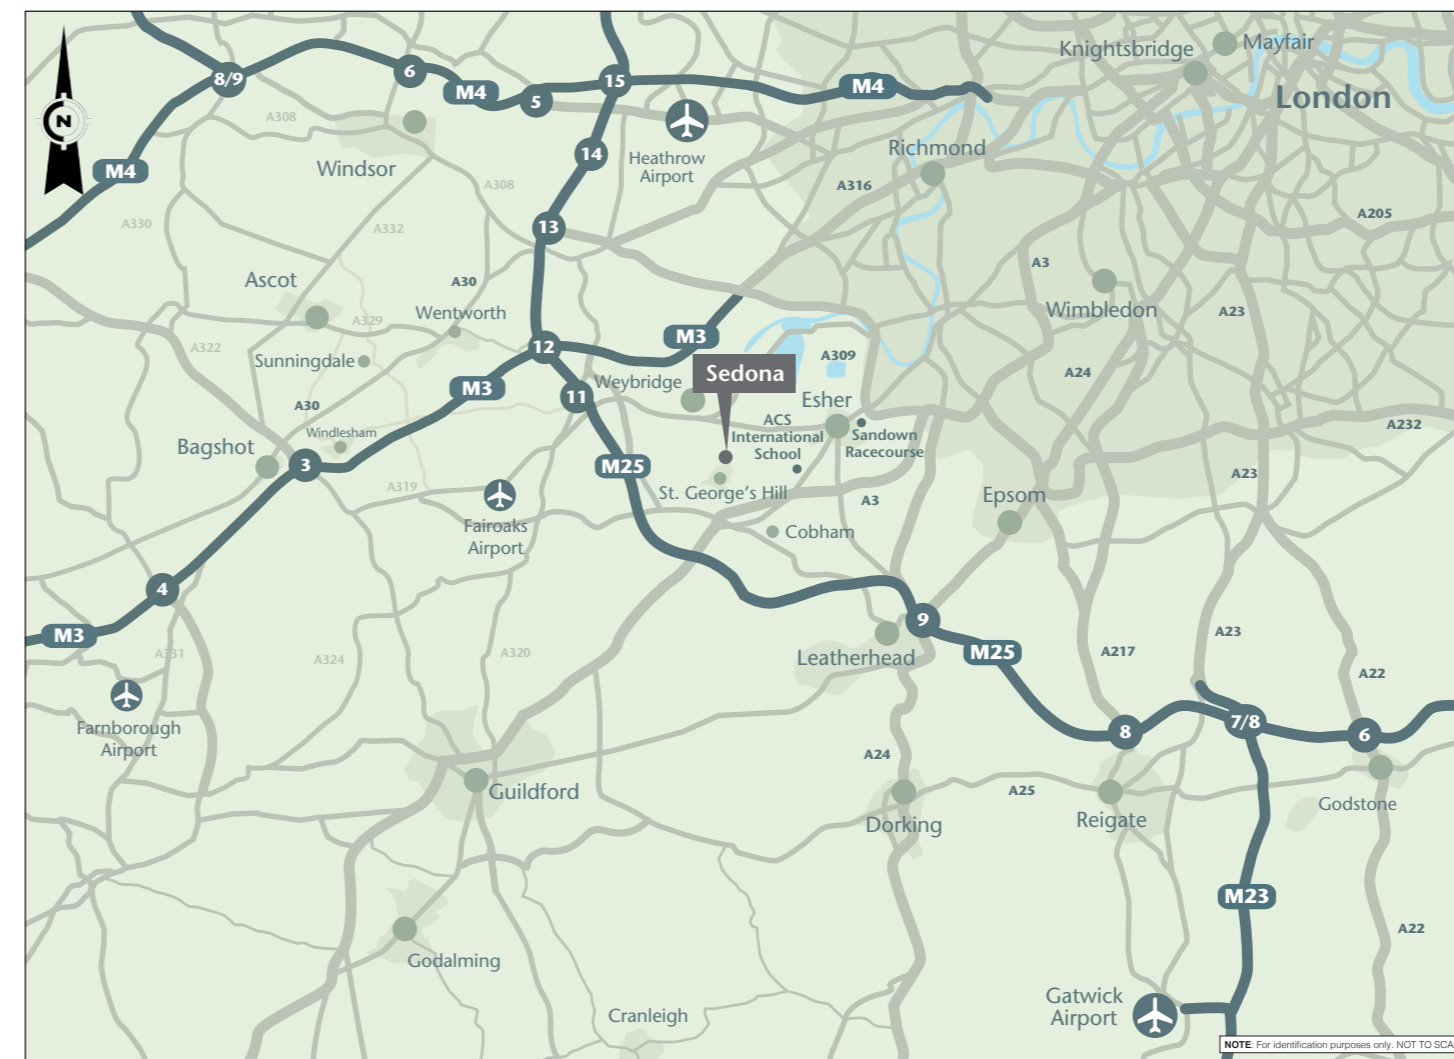 Knightsbridge
Mayfair
London
8/9
6
M4
5
15
M4
A308
Windsor
14
Heathrow
Airport
Richmond
N
M4
A308
A316
A330
A332
13
A205
Ascot
A30
A3
Wentworth
Wimbledon
A23
A329
A322
12
M3
Sunningdale
A309
Sedona
M3
11
Weybridge
A24
A30
Esher
ACS
International
School
Sandown
Racecourse
A232
Windlesham
Bagshot
3
M25
St. George's Hill
A23
A319
A3
Epsom
Fairoaks
Airport
Cobham
4
9
M3
A331
A324
A320
Leatherhead
M25
A217
A23
A22
Farnborough
Airport
8
7/8
6
A24
Guildford
A25
Godstone
Dorking
Reigate
M23
A22
Godalming
Gatwick
Airport
Cranleigh
NOTE: For identification purposes only. NOT TO SCA